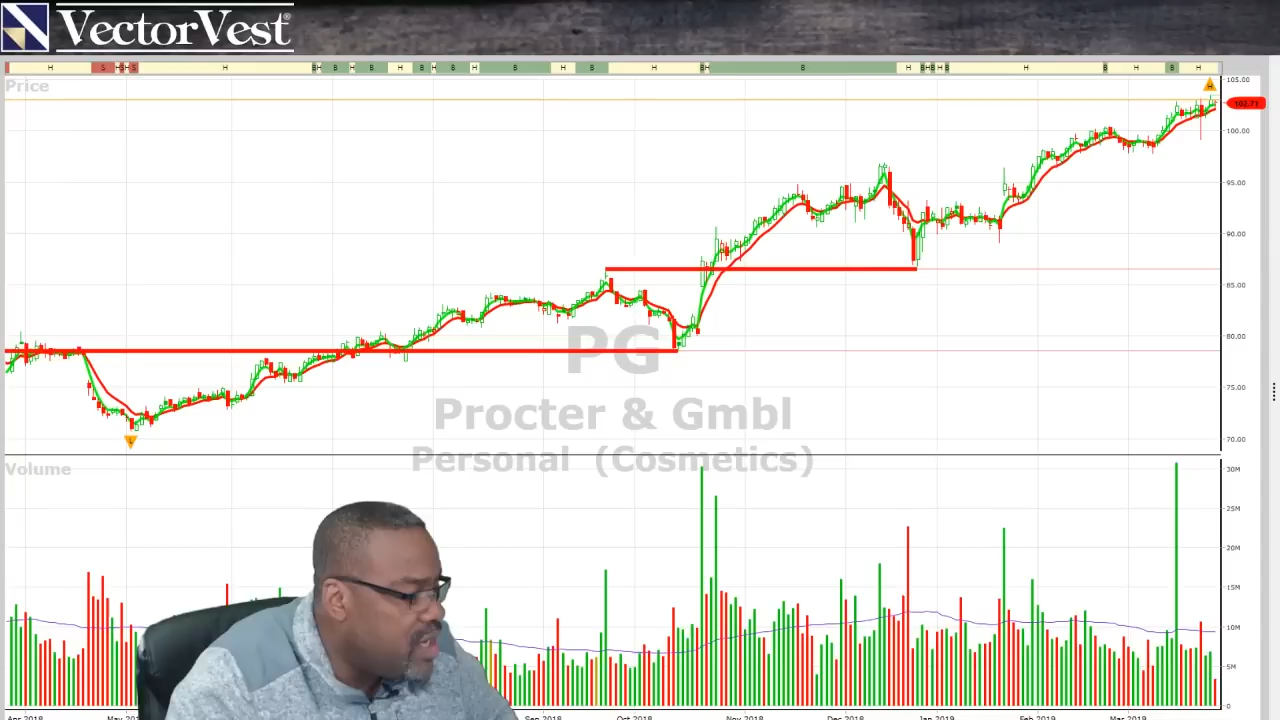 VectorVest®
H S H S H S H B H B H B H B H B H B H B H B H B H B H B H B H B H B H
Price
105.00
H
102.71
100.00
95.00
90.00
85.00
80.00
75.00
70.00
L
PG
Procter & Gmbl
Personal (Cosmetics)
Volume
30M
25M
20M
15M
10M
5M
0
Apr 2018 May 201 Sep 2018 Oct 2018 Nov 2018 Dec 2018 Jan 2019 Feb 2019 Mar 2019